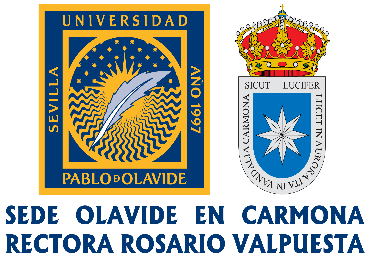 UNIVERSIDAD
SEVILLA
AÑO 1997
PABLO D OLAVIDE
SICUT LUCIFER LUCET IN AURORA ITA IN VANDALIA CARMONA
SEDE OLAVIDE EN CARMONA
RECTORA ROSARIO VALPUESTA